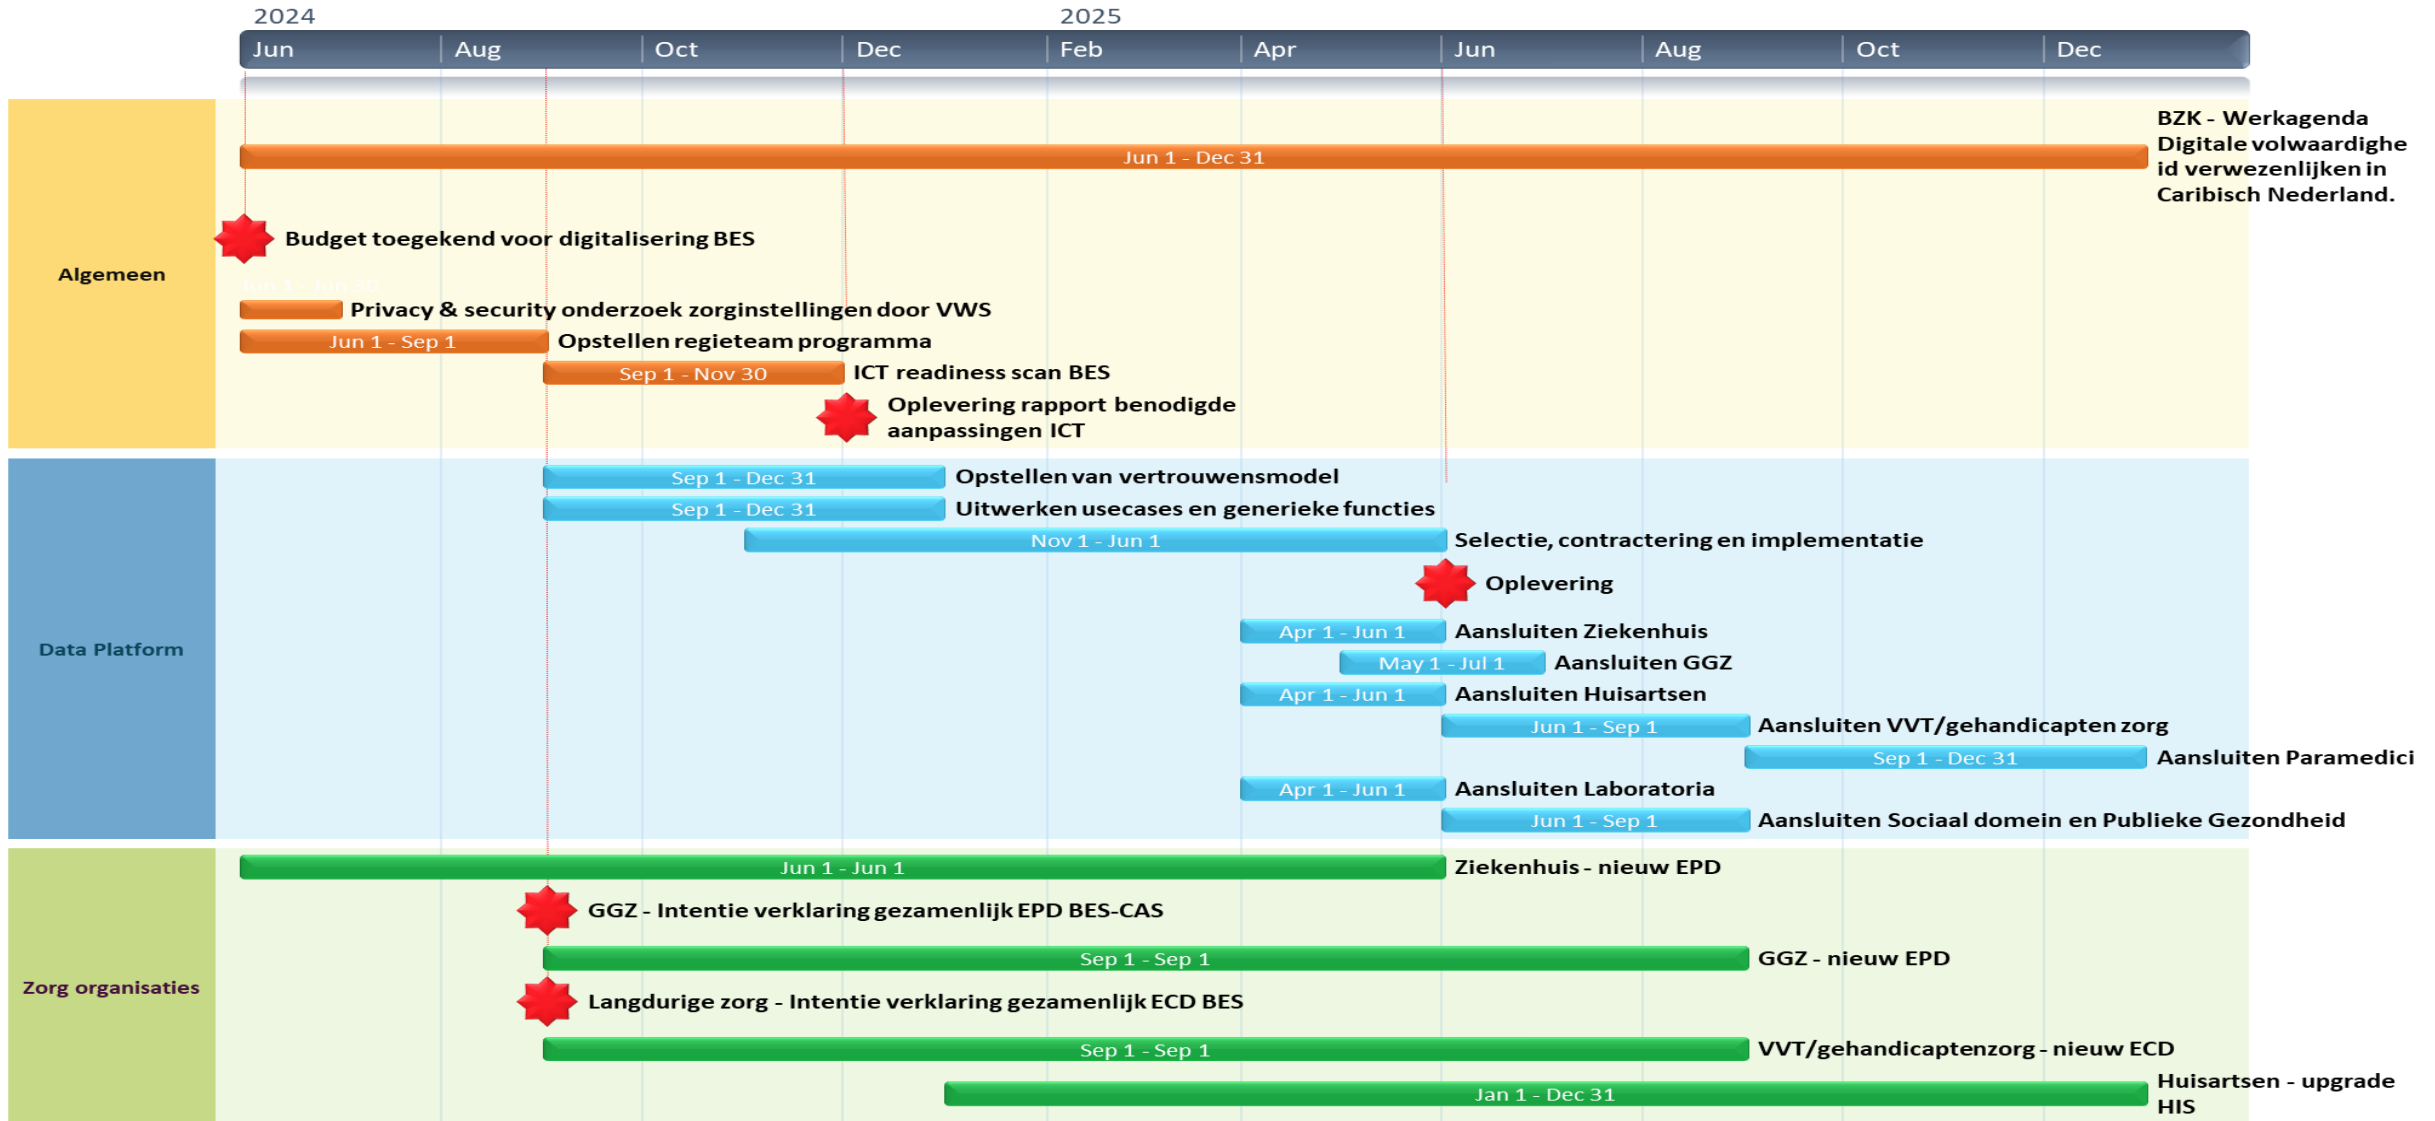 2024
2025
Jun
Aug
Oct
Dec
Feb
Apr
Jun
Aug
Oct
Dec
Algemeen
Jun 1 - Dec 31
BZK - Werkagenda
Digitale volwaardighe
id verwezenlijken in
Caribisch Nederland.
Budget toegekend voor digitalisering BES
Jun 1 - Jun 30
Privacy & security onderzoek zorginstellingen door VWS
Jun 1 - Sep 1
Opstellen regieteam programma
Sep 1 - Nov 30
ICT readiness scan BES
Oplevering rapport benodigde
aanpassingen ICT
Data Platform
Sep 1 - Dec 31
Opstellen van vertrouwensmodel
Sep 1 - Dec 31
Uitwerken usecases en generieke functies
Nov 1 - Jun 1
Selectie, contractering en implementatie
Oplevering
Apr 1 - Jun 1
Aansluiten Ziekenhuis
May 1 - Jul 1
Aansluiten GGZ
Apr 1 - Jun 1
Aansluiten Huisartsen
Jun 1 - Sep 1
Aansluiten VVT/gehandicapten zorg
Sep 1 - Dec 31
Aansluiten Paramedici
Apr 1 - Jun 1
Aansluiten Laboratoria
Jun 1 - Sep 1
Aansluiten Sociaal domein en Publieke Gezondheid
Zorg organisaties
Jun 1 - Jun 1
Ziekenhuis - nieuw EPD
GGZ - Intentie verklaring gezamenlijk EPD BES-CAS
Sep 1 - Sep 1
GGZ - nieuw EPD
Langdurige zorg - Intentie verklaring gezamenlijk ECD BES
Sep 1 - Sep 1
VVT/gehandicaptenzorg - nieuw ECD
Jan 1 - Dec 31
Huisartsen - upgrade
HIS